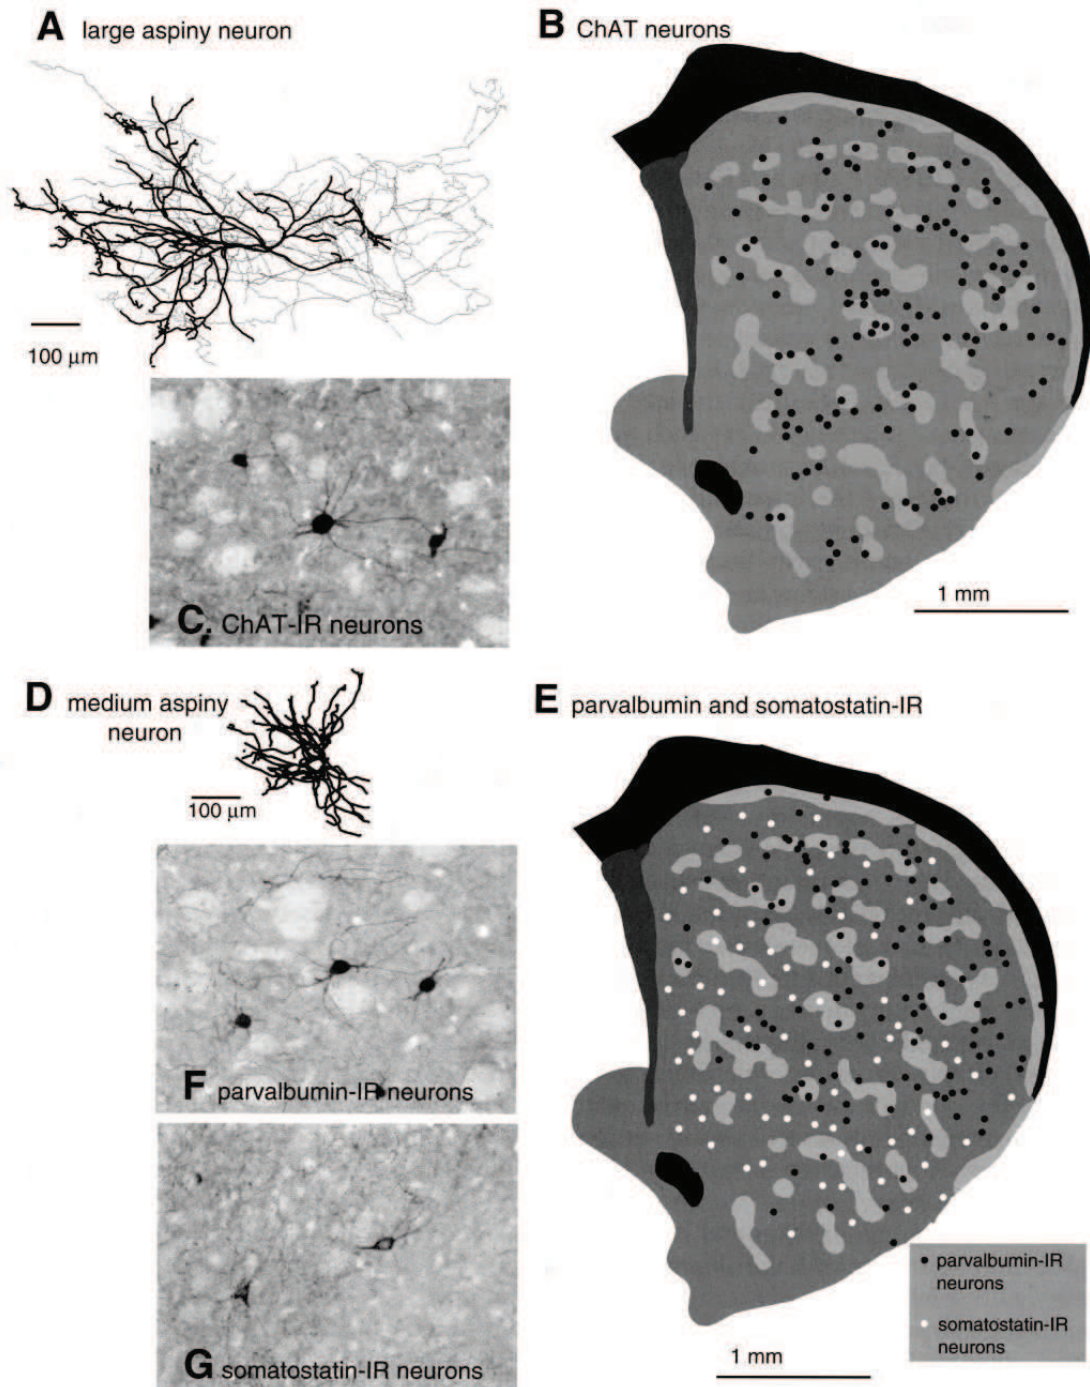 A large aspiny neuron
B ChAT neurons
100 μm
C. ChAT-IR neurons
1 mm
D medium aspiny
neuron
100 μm
E parvalbumin and somatostatin-IR
F parvalbumin-IR neurons
G somatostatin-IR neurons
parvalbumin-IR
neurons
somatostatin-IR
neurons
1 mm